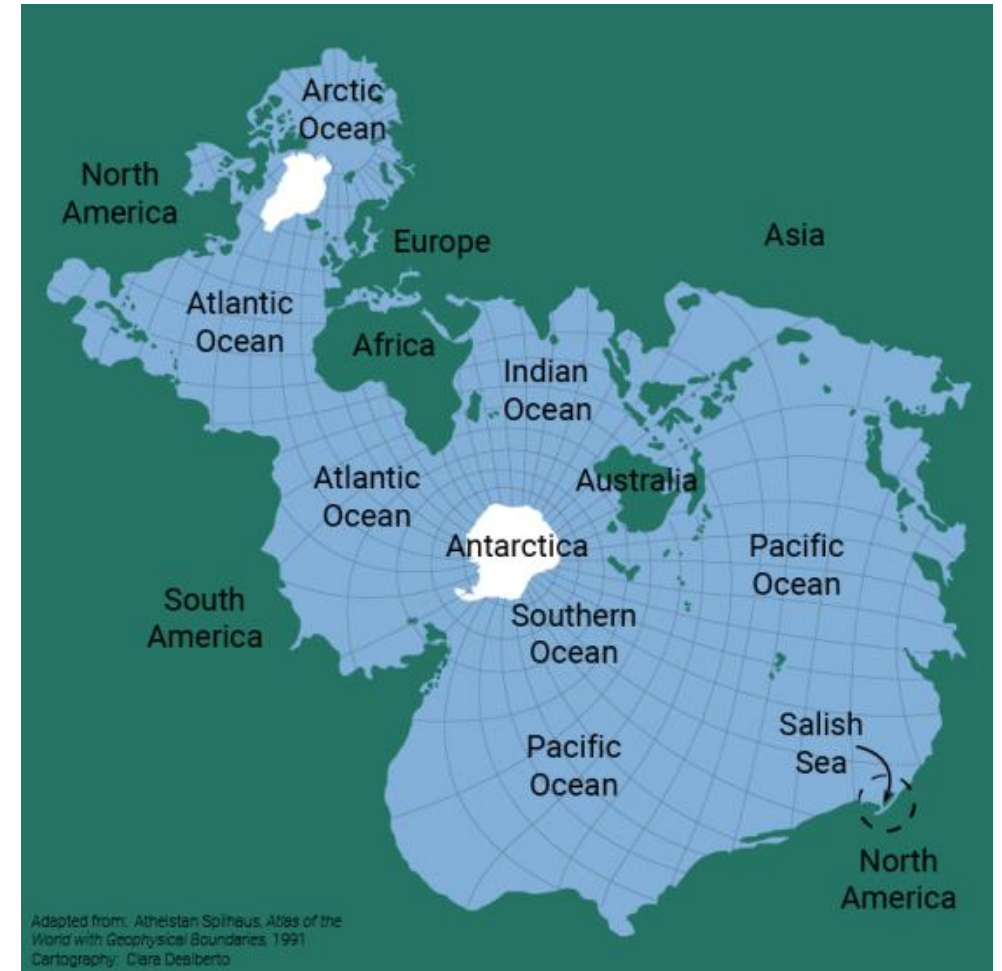 Arctic
Ocean
North
America
Europe
Asia
Atlantic
Ocean
Africa
Indian
Ocean
Atlantic
Ocean
Australia
Antarctica
Pacific
Ocean
South
America
Southern
Ocean
Salish
Sea
Pacific
Ocean
North
America
Adapted from: Athelstan Spilhaus, Atlas of the
World with Geophysical Boundaries, 1991
Cartography: Clara Dealberto